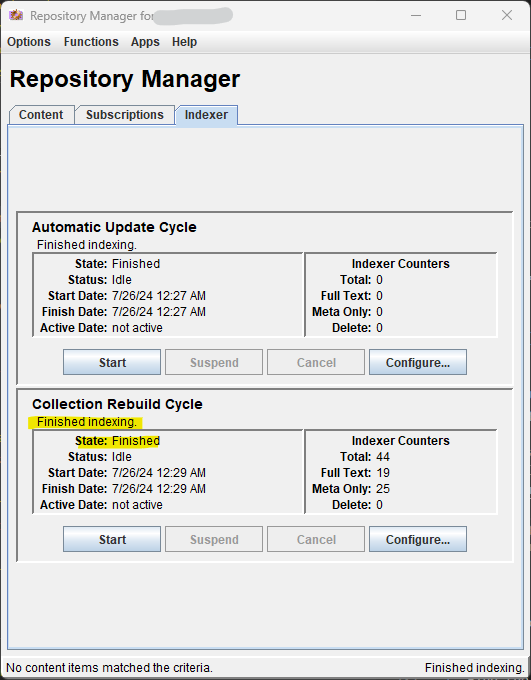 Repository Manager for
Options Functions Apps Help
Repository Manager
Content Subscriptions Indexer
Automatic Update Cycle
Finished indexing.
State: Finished
Status: Idle
Start Date: 7/26/24 12:27 AM
Finish Date: 7/26/24 12:27 AM
Active Date: not active
Indexer Counters
Total: 0
Full Text: 0
Meta Only: 0
Delete: 0
Start Suspend Cancel Configure...
Collection Rebuild Cycle
Finished indexing.
State: Finished
Status: Idle
Start Date: 7/26/24 12:29 AM
Finish Date: 7/26/24 12:29 AM
Active Date: not active
Indexer Counters
Total: 44
Full Text: 19
Meta Only: 25
Delete: 0
Start Suspend Cancel Configure...
No content items matched the criteria. Finished indexing.